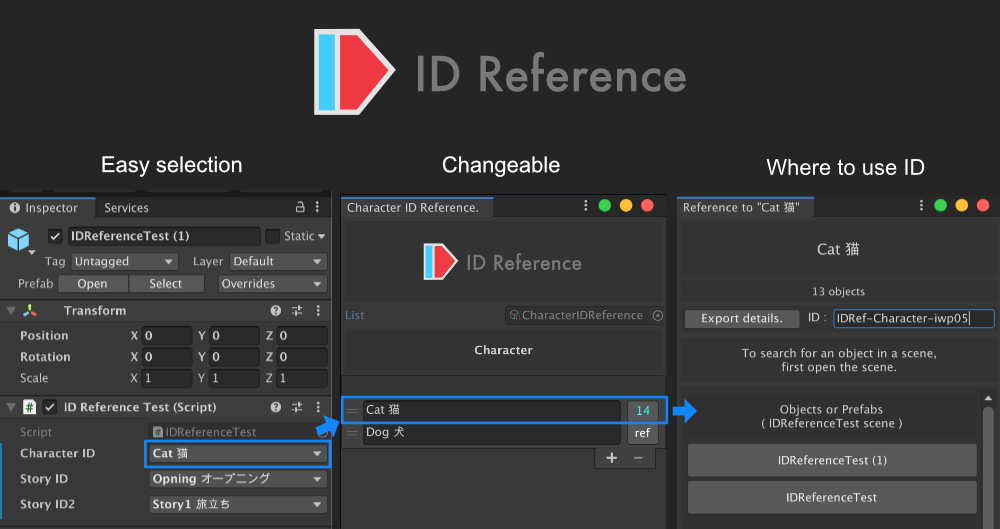 ID Reference
Easy selection
Changeable
Where to use ID
Inspector
Services
IDReferenceTest (1)
Static
Tag
Untagged
Layer
Default
Prefab
Open
Select
Overrides
Transform
Position
X 0
Y 0
Z 0
Rotation
X 0
Y 0
Z 0
Scale
X 1
Y 1
Z 1
ID Reference Test (Script)
Script
IDReferenceTest
Character ID
Cat 猫
Story ID
Opning オープニング
Story ID2
Story1 旅立ち
Character ID Reference.
ID Reference
List
CharacterIDReference
Character
Cat 猫
14
Dog 犬
ref
Reference to "Cat 猫"
Cat 猫
13 objects
Export details.
ID :
IDRef-Character-iwp05
To search for an object in a scene,
first open the scene.
Objects or Prefabs
( IDReferenceTest scene )
IDReferenceTest (1)
IDReferenceTest